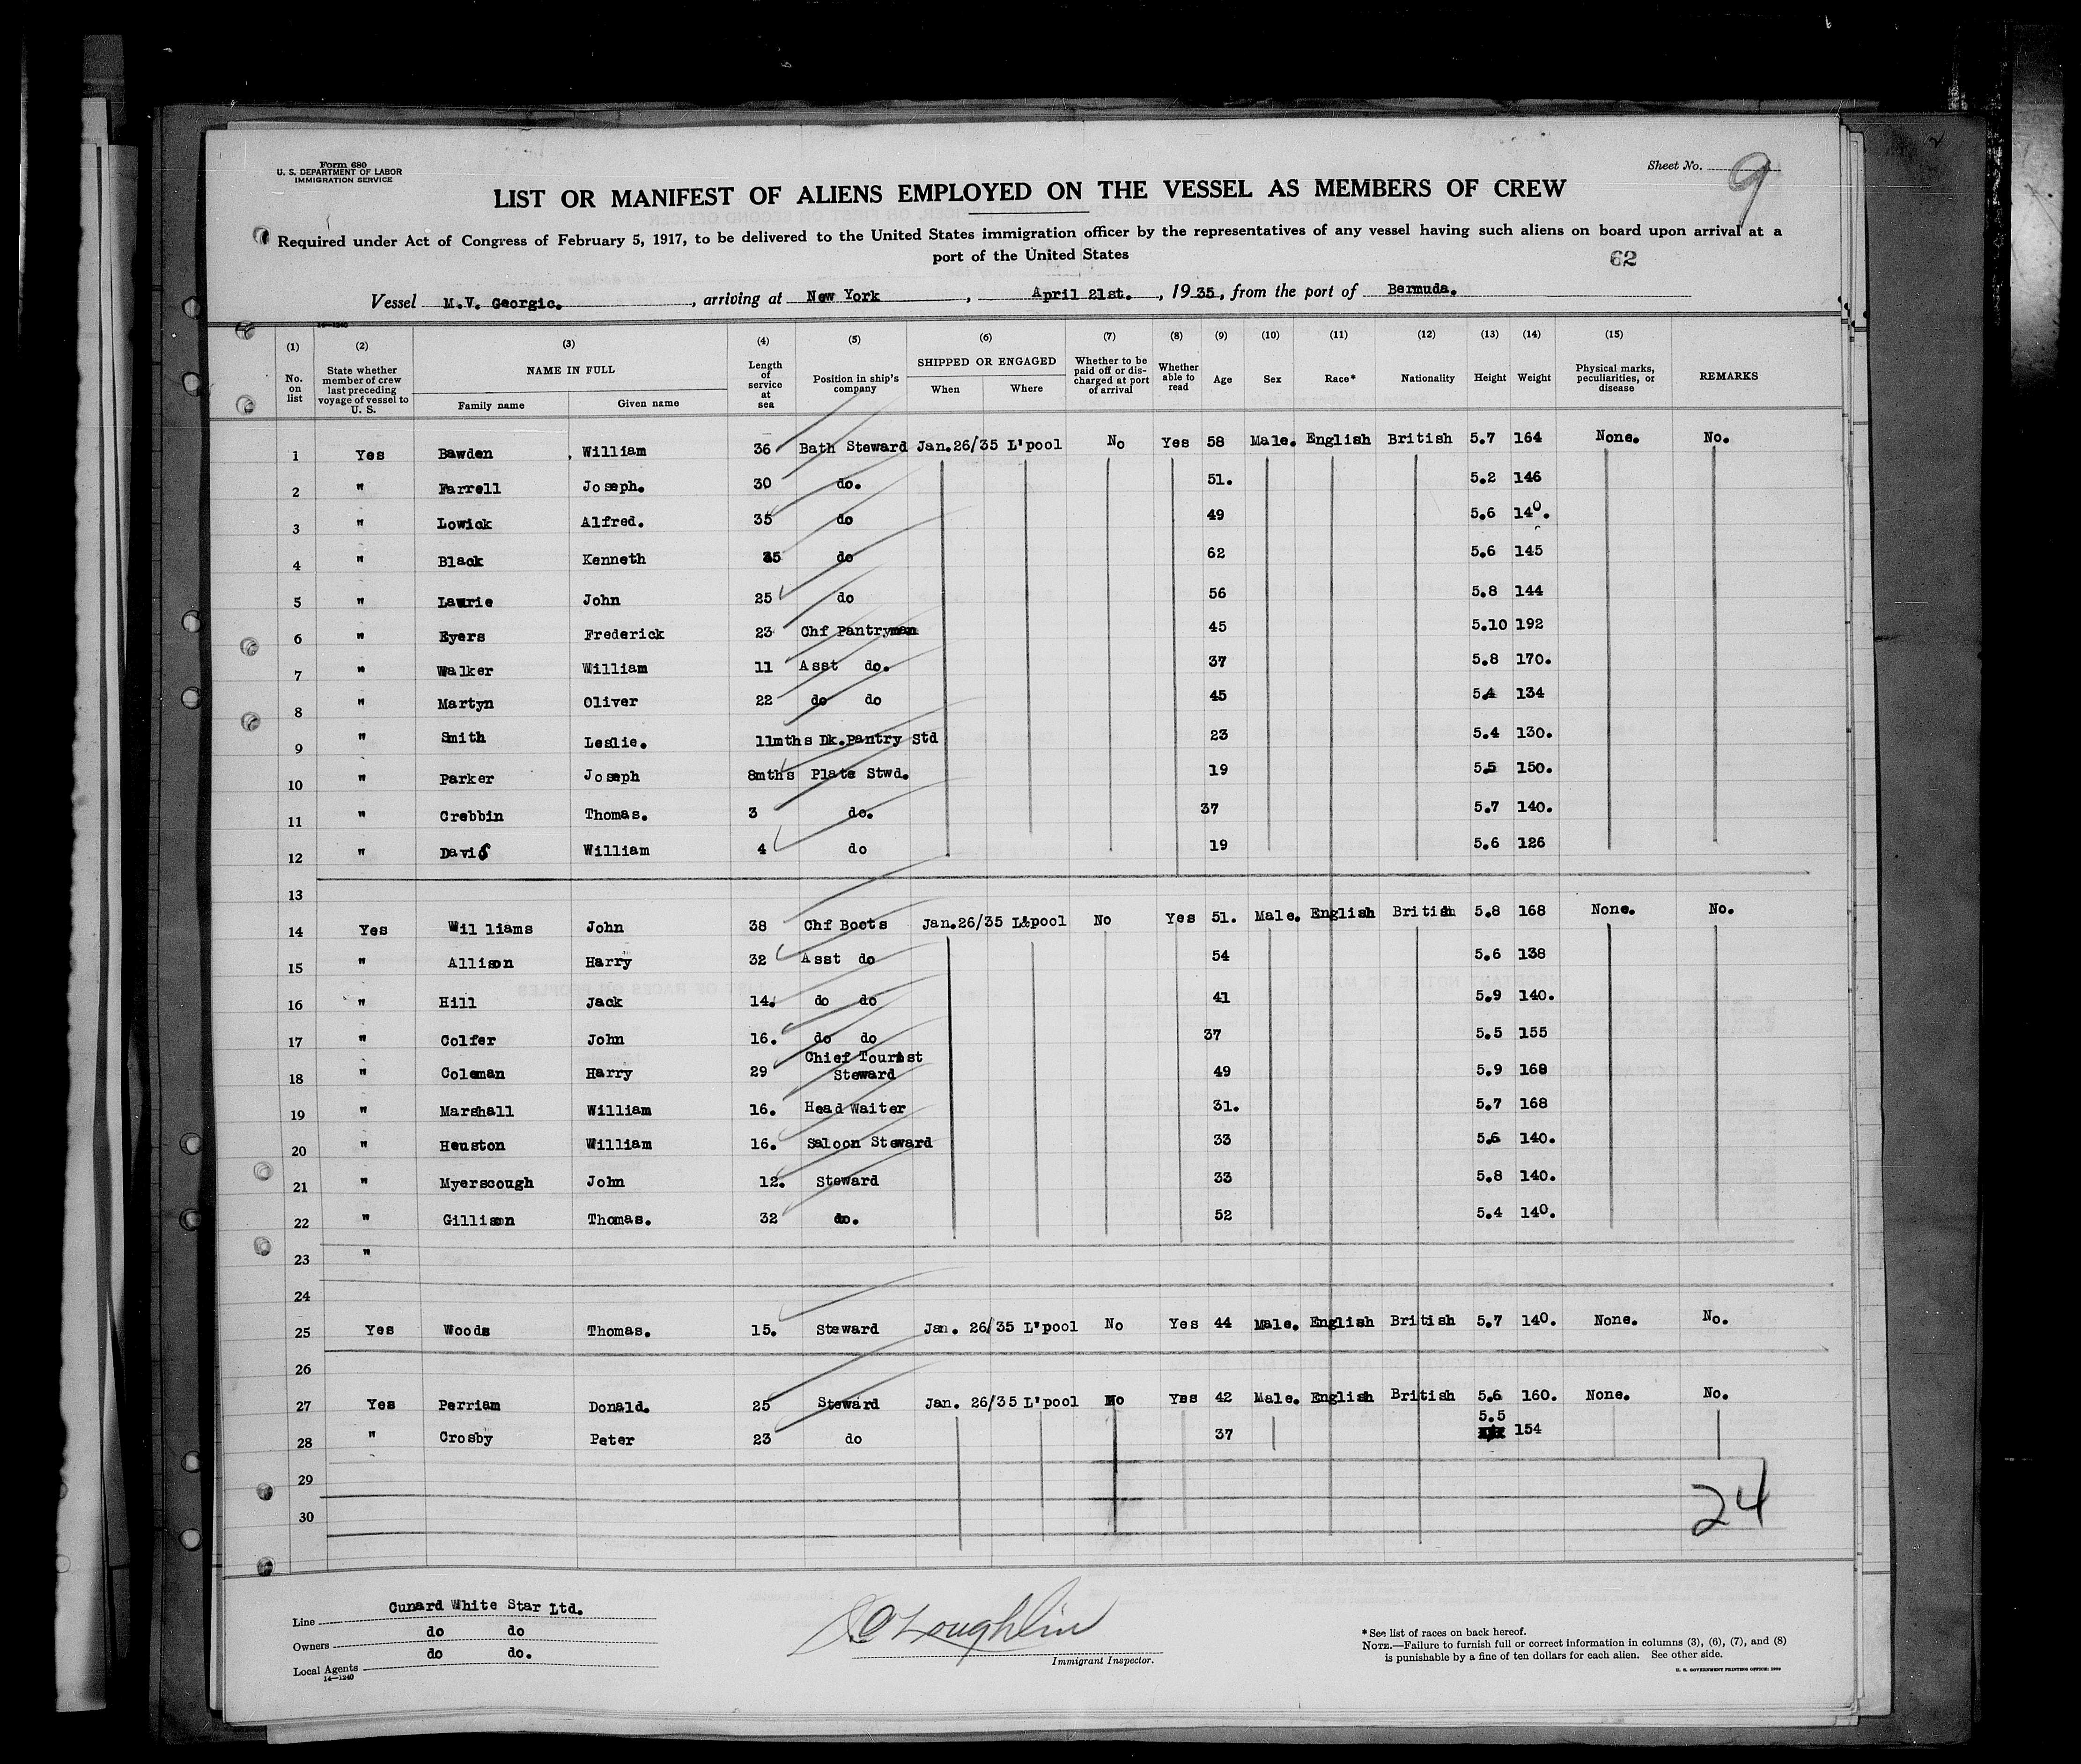 Form 680
U. S. DEPARTMENT OF LABOR
IMMIGRATION SERVICE
Sheet No. 9
LIST OR MANIFEST OF ALIENS EMPLOYED ON THE VESSEL AS MEMBERS OF CREW
Required under Act of Congress of February 5, 1917, to be delivered to the United States immigration officer by the representatives of any vessel having such aliens on board upon arrival at a
port of the United States
62
Vessel M.V. Georgic. , arriving at New York , April 21st. , 1935, from the port of Bermuda.
14—1240
(1) (2) (3) (4) (5) (6) (7) (8) (9) (10) (11) (12) (13) (14) (15)
No. on list State whether member of crew last preceding voyage of vessel to U. S. NAME IN FULL Family name Given name Length of service at sea Position in ship's company SHIPPED OR ENGAGED When Where Whether to be paid off or discharged at port of arrival Whether able to read Age Sex Race* Nationality Height Weight Physical marks, peculiarities, or disease REMARKS
1 Yes Bawden , William 36 Bath Steward Jan.26/35 L'pool No Yes 58 Male. English British 5.7 164 None. No.
2 " Farrell Joseph. 30 do. 51. 5.2 146
3 " Lowick Alfred. 35 do 49 5.6 140.
4 " Black Kenneth 35 do 62 5.6 145
5 " Lawrie John 25 do 56 5.8 144
6 " Eyers Frederick 23 Chf Pantryman 45 5.10 192
7 " Walker William 11 Asst do. 37 5.8 170.
8 " Martyn Oliver 22 do do 45 5.4 134
9 " Smith Leslie. 11mths Dk.Pantry Std 23 5.4 130.
10 " Parker Joseph 8mths Plate Stwd. 19 5.5 150.
11 " Crebbin Thomas. 3 do. 37 5.7 140.
12 " Davis William 4 do 19 5.6 126
13
14 Yes Williams John 38 Chf Boots Jan.26/35 L'pool No Yes 51. Male. English British 5.8 168 None. No.
15 " Allison Harry 32 Asst do 54 5.6 138
16 " Hill Jack 14. do do 41 5.9 140.
17 " Colfer John 16. do do 37 5.5 155
18 " Coleman Harry 29 Chief Tourist Steward 49 5.9 168
19 " Marshall William 16. Head Waiter 31. 5.7 168
20 " Heuston William 16. Saloon Steward 33 5.6 140.
21 " Myerscough John 12. Steward 33 5.8 140.
22 " Gillison Thomas. 32 do. 52 5.4 140.
23 "
24
25 Yes Woods Thomas. 15. Steward Jan. 26/35 L'pool No Yes 44 Male. English British 5.7 140. None. No.
26
27 Yes Perriam Donald. 25 Steward Jan. 26/35 L'pool No Yes 42 Male. English British 5.6 160. None. No.
28 " Crosby Peter 23 do 37 5.5 154
29
30
24
Line Cunard White Star Ltd.
Owners do do
Local Agents do do.
14—1240
Loughlin
Immigrant Inspector.
* See list of races on back hereof.
NOTE.—Failure to furnish full or correct information in columns (3), (6), (7), and (8)
is punishable by a fine of ten dollars for each alien. See other side.